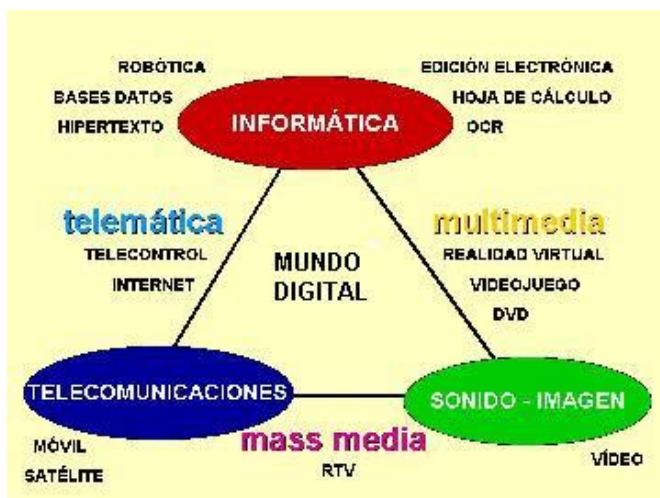 ROBÓTICA
BASES DATOS
HIPERTEXTO
INFORMÁTICA
EDICIÓN ELECTRÓNICA
HOJA DE CÁLCULO
OCR
telemática
TELECONTROL
INTERNET
MUNDO
DIGITAL
multimedia
REALIDAD VIRTUAL
VIDEOJUEGO
DVD
TELECOMUNICACIONES
SONIDO - IMAGEN
MÓVIL
SATÉLITE
mass media
RTV
VÍDEO